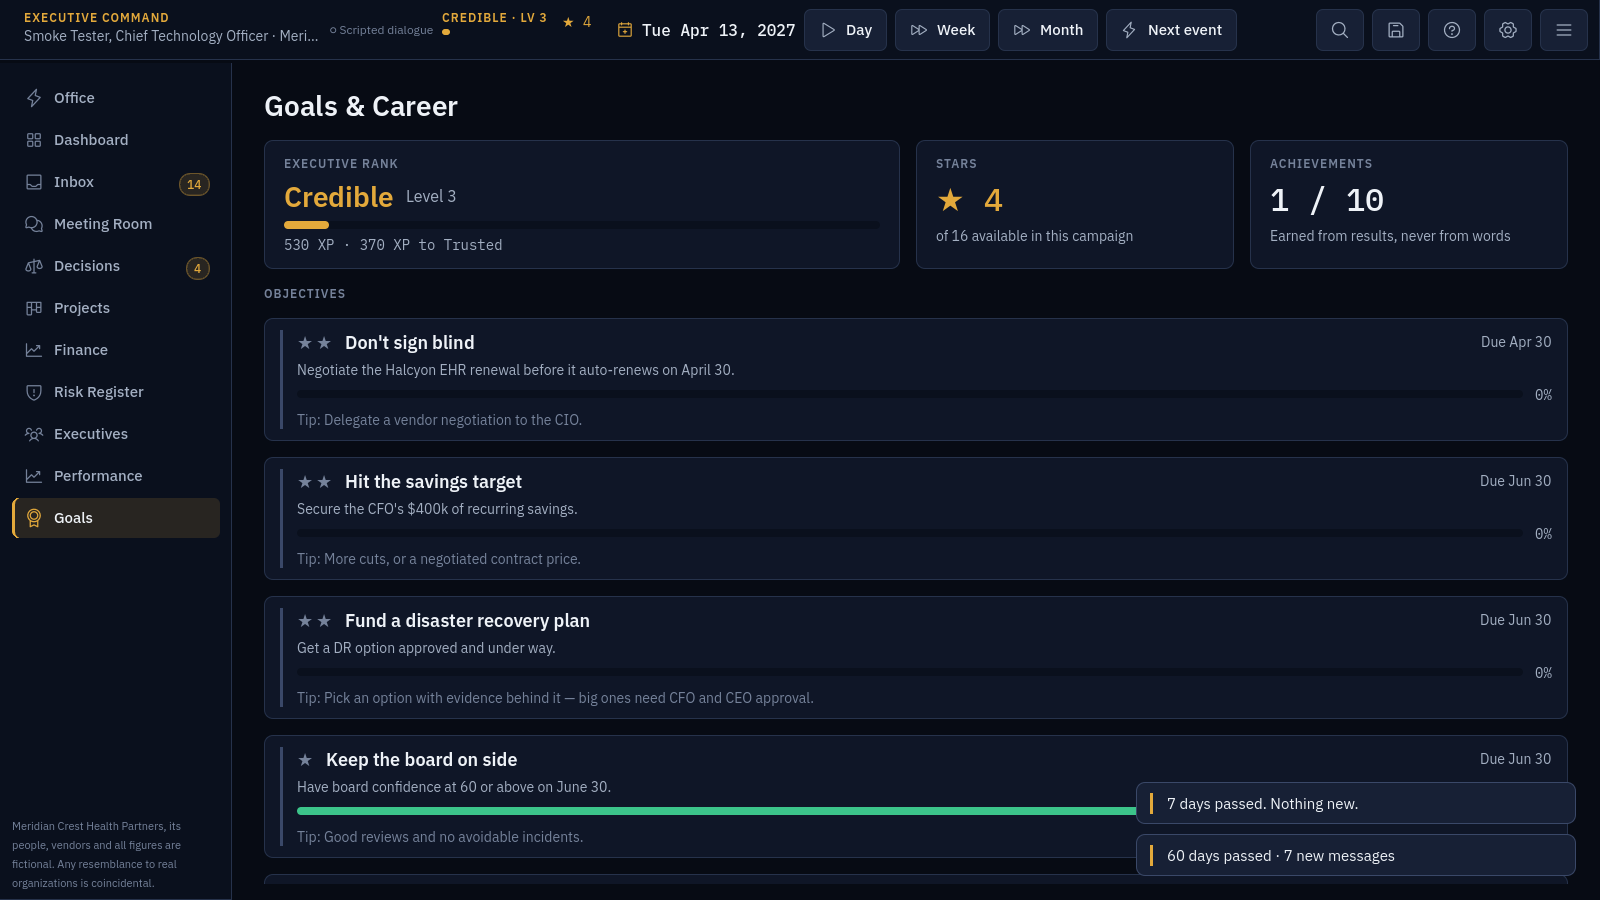 EXECUTIVE COMMAND
Smoke Tester, Chief Technology Officer · Meri...
Scripted dialogue
CREDIBLE · LV 3
★ 4
Tue Apr 13, 2027
Day
Week
Month
Next event
Office
Dashboard
Inbox
14
Meeting Room
Decisions
4
Projects
Finance
Risk Register
Executives
Performance
Goals
Meridian Crest Health Partners, its
people, vendors and all figures are
fictional. Any resemblance to real
organizations is coincidental.
Goals & Career
EXECUTIVE RANK
Credible Level 3
530 XP · 370 XP to Trusted
STARS
★ 4
of 16 available in this campaign
ACHIEVEMENTS
1 / 10
Earned from results, never from words
OBJECTIVES
★ ★ Don't sign blind
Due Apr 30
Negotiate the Halcyon EHR renewal before it auto-renews on April 30.
0%
Tip: Delegate a vendor negotiation to the CIO.
★ ★ Hit the savings target
Due Jun 30
Secure the CFO's $400k of recurring savings.
0%
Tip: More cuts, or a negotiated contract price.
★ ★ Fund a disaster recovery plan
Due Jun 30
Get a DR option approved and under way.
0%
Tip: Pick an option with evidence behind it — big ones need CFO and CEO approval.
★ Keep the board on side
Due Jun 30
Have board confidence at 60 or above on June 30.
Tip: Good reviews and no avoidable incidents.
7 days passed. Nothing new.
60 days passed · 7 new messages